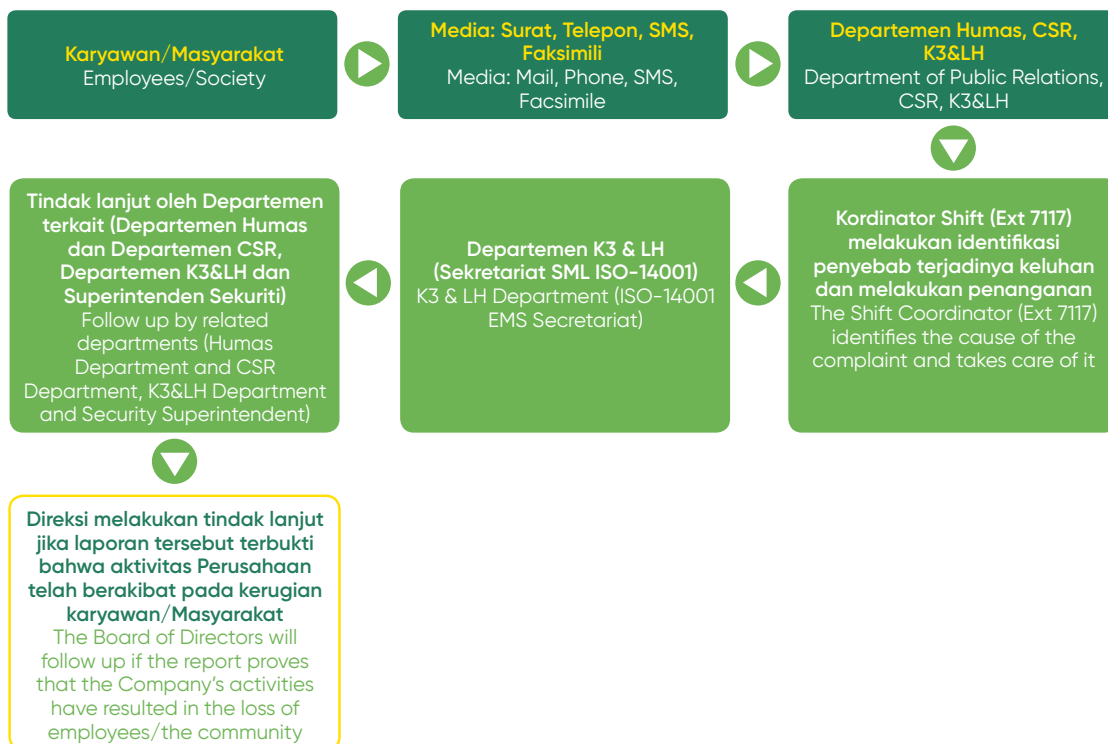 Karyawan/Masyarakat
Employees/Society
Media: Surat, Telepon, SMS,
Faksimili
Media: Mail, Phone, SMS,
Facsimile
Departemen Humas, CSR,
K3&LH
Department of Public Relations,
CSR, K3&LH
Kordinator Shift (Ext 7117)
melakukan identifikasi
penyebab terjadinya keluhan
dan melakukan penanganan
The Shift Coordinator (Ext 7117)
identifies the cause of the
complaint and takes care of it
Departemen K3 & LH
(Sekretariat SML ISO-14001)
K3 & LH Department (ISO-14001
EMS Secretariat)
Tindak lanjut oleh Departemen
terkait (Departemen Humas
dan Departemen CSR,
Departemen K3&LH dan
Superintenden Sekuriti)
Follow up by related
departments (Humas
Department and CSR
Department, K3&LH Department
and Security Superintendent)
Direksi melakukan tindak lanjut
jika laporan tersebut terbukti
bahwa aktivitas Perusahaan
telah berakibat pada kerugian
karyawan/Masyarakat
The Board of Directors will
follow up if the report proves
that the Company's activities
have resulted in the loss of
employees/the community